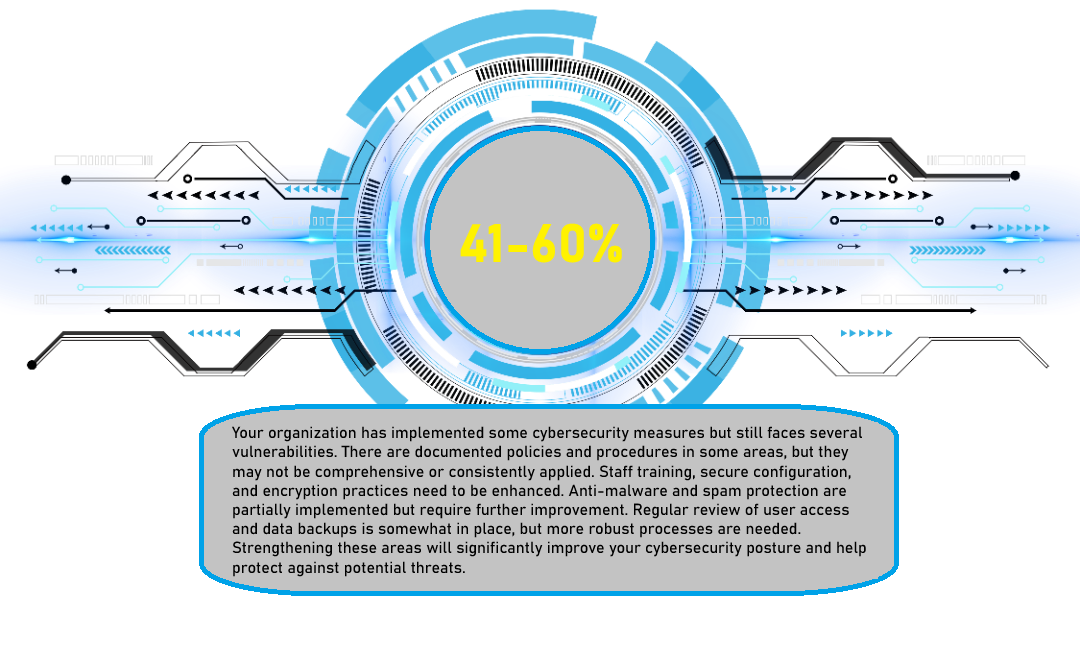 41-60%
Your organization has implemented some cybersecurity measures but still faces several
vulnerabilities. There are documented policies and procedures in some areas, but they
may not be comprehensive or consistently applied. Staff training, secure configuration,
and encryption practices need to be enhanced. Anti-malware and spam protection are
partially implemented but require further improvement. Regular review of user access
and data backups is somewhat in place, but more robust processes are needed.
Strengthening these areas will significantly improve your cybersecurity posture and help
protect against potential threats.